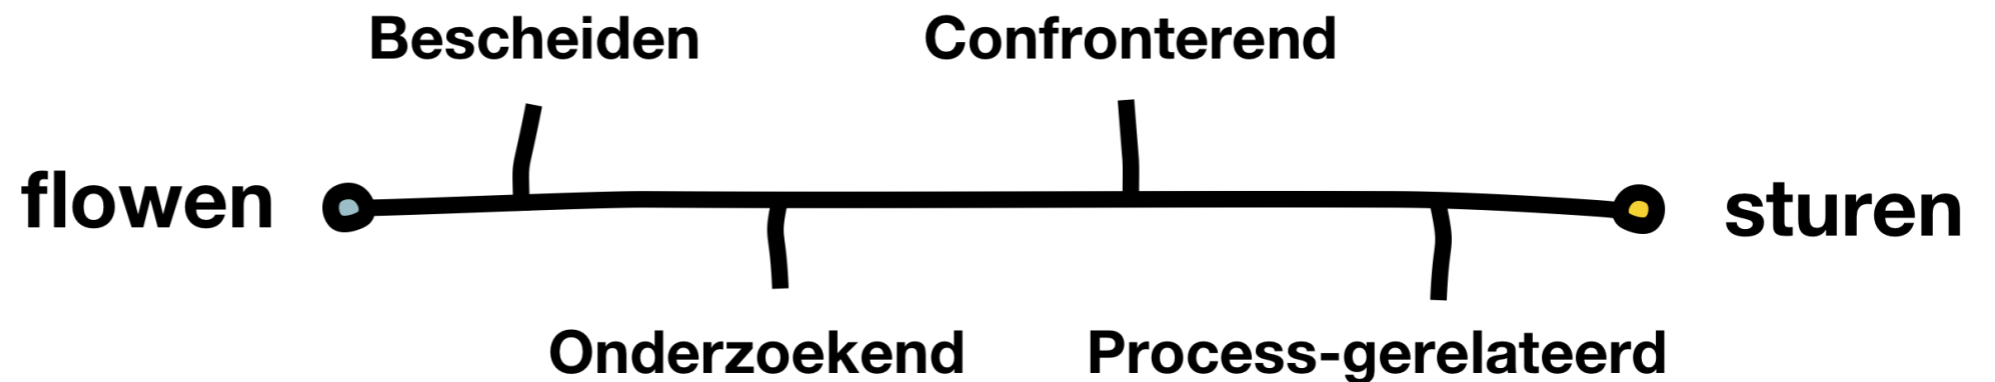 Bescheiden
Confronterend
flowen
sturen
Onderzoekend
Process-gerelateerd